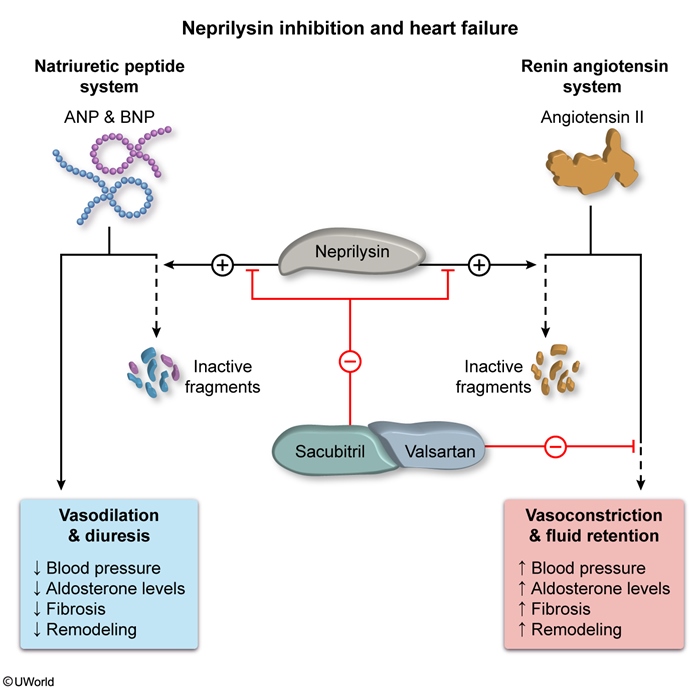 Neprilysin inhibition and heart failure
Natriuretic peptide
system
ANP & BNP
Renin angiotensin
system
Angiotensin II
Neprilysin
+
+
Inactive
fragments
Inactive
fragments
−
Sacubitril
Valsartan
−
Vasodilation
& diuresis
↓ Blood pressure
↓ Aldosterone levels
↓ Fibrosis
↓ Remodeling
Vasoconstriction
& fluid retention
↑ Blood pressure
↑ Aldosterone levels
↑ Fibrosis
↑ Remodeling
©UWorld